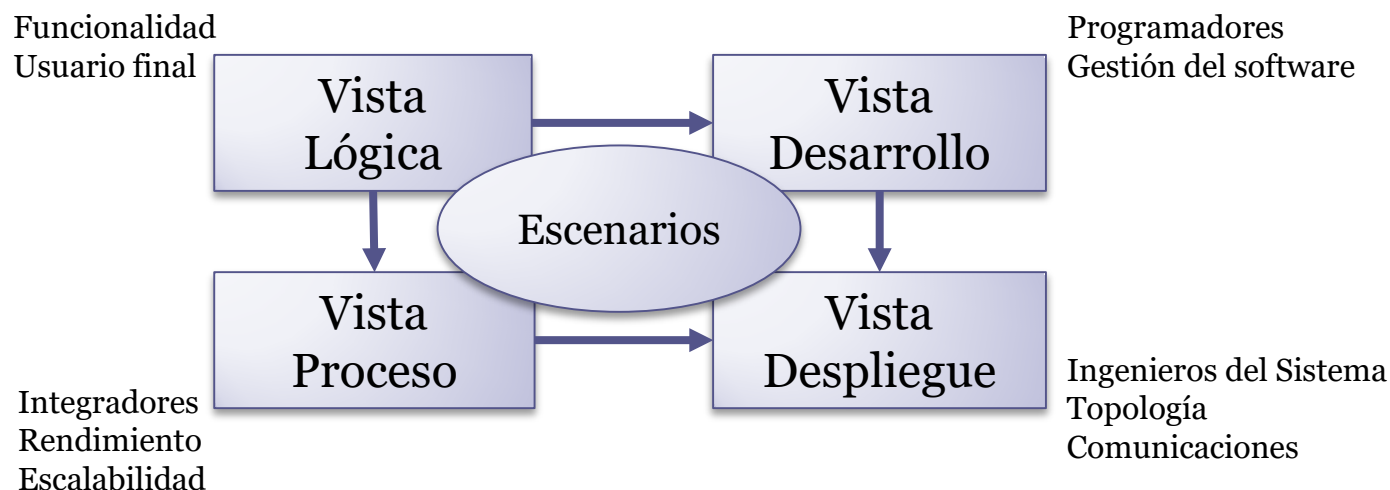 Funcionalidad
Usuario final
Vista
Lógica
Vista
Desarrollo
Programadores
Gestión del software
Escenarios
Vista
Proceso
Vista
Despliegue
Integradores
Rendimiento
Escalabilidad
Ingenieros del Sistema
Topología
Comunicaciones